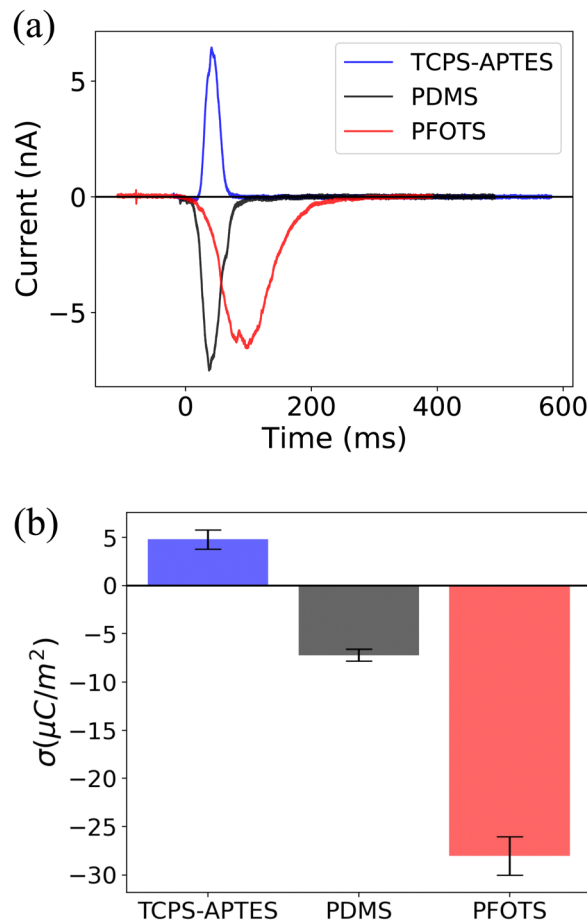 (a)
TCPS-APTES
PDMS
PFOTS
5
0
−5
Current (nA)
0 200 400 600
Time (ms)
(b)
5
0
−5
−10
−15
−20
−25
−30
σ(μC/m²)
TCPS-APTES PDMS PFOTS